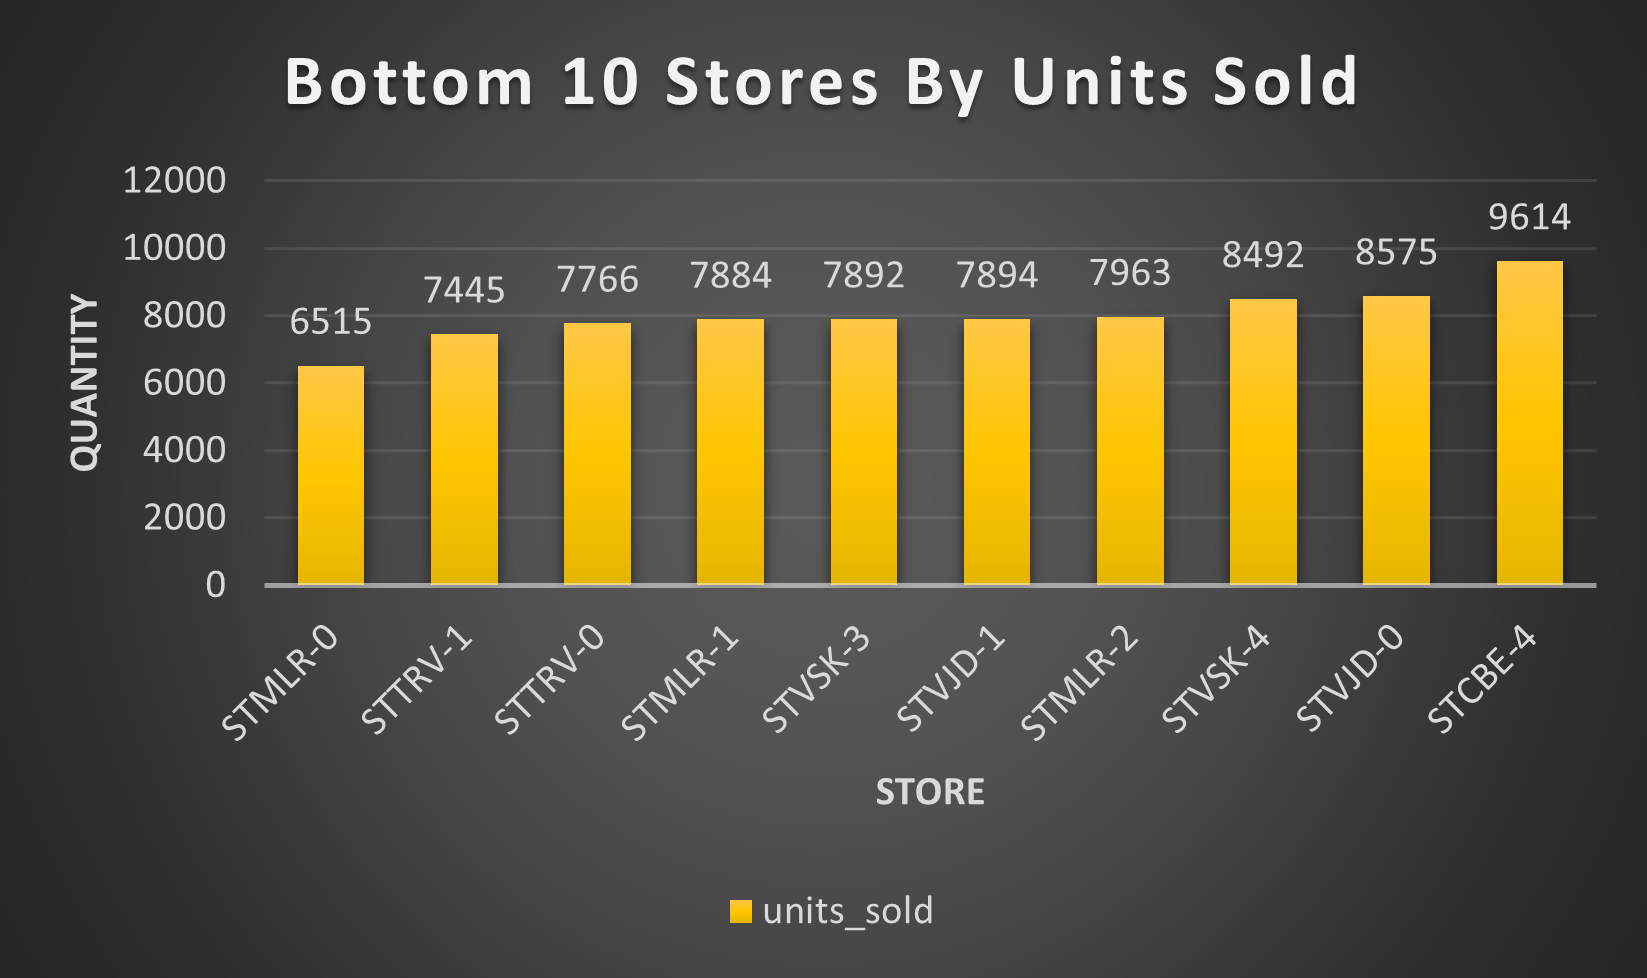 Bottom 10 Stores By Units Sold
QUANTITY
12000
10000
8000
6000
4000
2000
0
6515
7445
7766
7884
7892
7894
7963
8492
8575
9614
STMLR-0
STTRV-1
STTRV-0
STMLR-1
STVSK-3
STVJD-1
STMLR-2
STVSK-4
STVJD-0
STCBE-4
STORE
units_sold